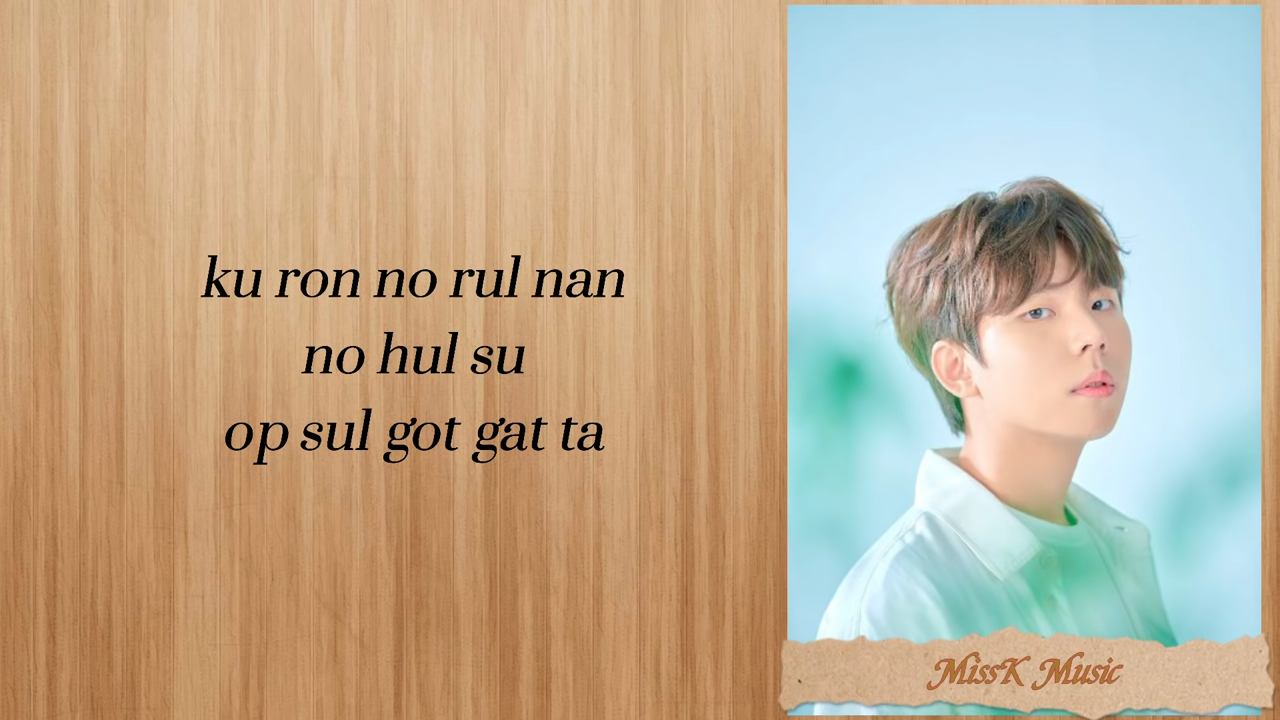 ku ron no rul nan
no hul su
op sul got gat ta
MissK Music